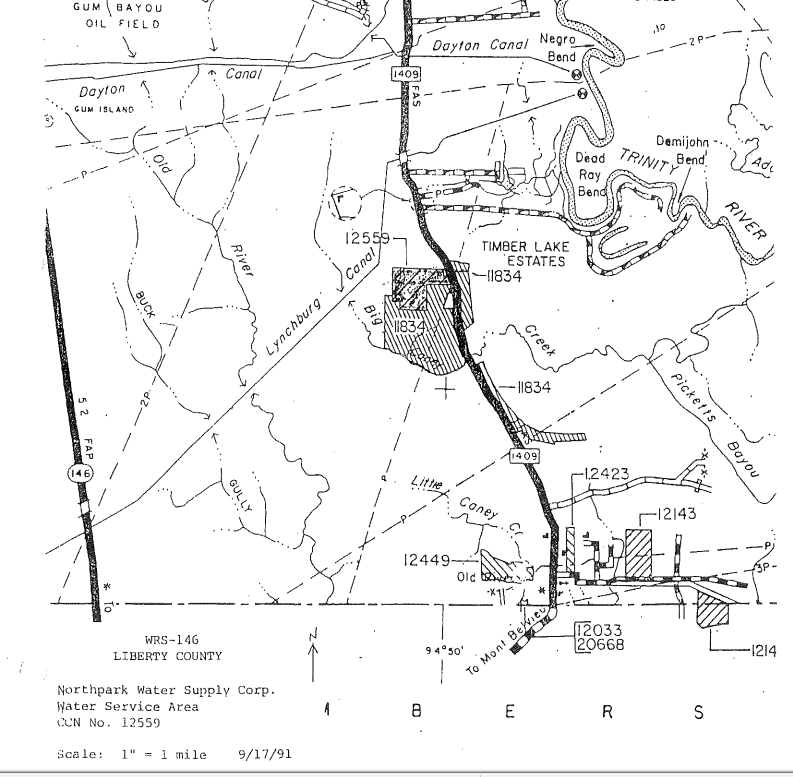 GUM BAYOU
OIL FIELD
Dayton Canal
Negro
Bend
.10
2P
1409
FAS
Dayton
Canal
GUM ISLAND
Old
P
River
BUCK
2P
Demijohn
Bend
Dead
Ray
Bend
TRINITY
RIVER
P
TIMBER LAKE
ESTATES
12559
11834
Lynchburg
Canal
Big
11834
Creek
11834
Picketts
Bayou
52
FAP
146
GULLY
1409
P
P
Little
Caney Cr
12423
12143
12449
Old
P
3P
To Mont Belvieu
12033
20668
1214
94°50'
N
WRS-146
LIBERTY COUNTY
Northpark Water Supply Corp.
Water Service Area
CCN No. 12559
Scale: 1" = 1 mile 9/17/91
B E R S